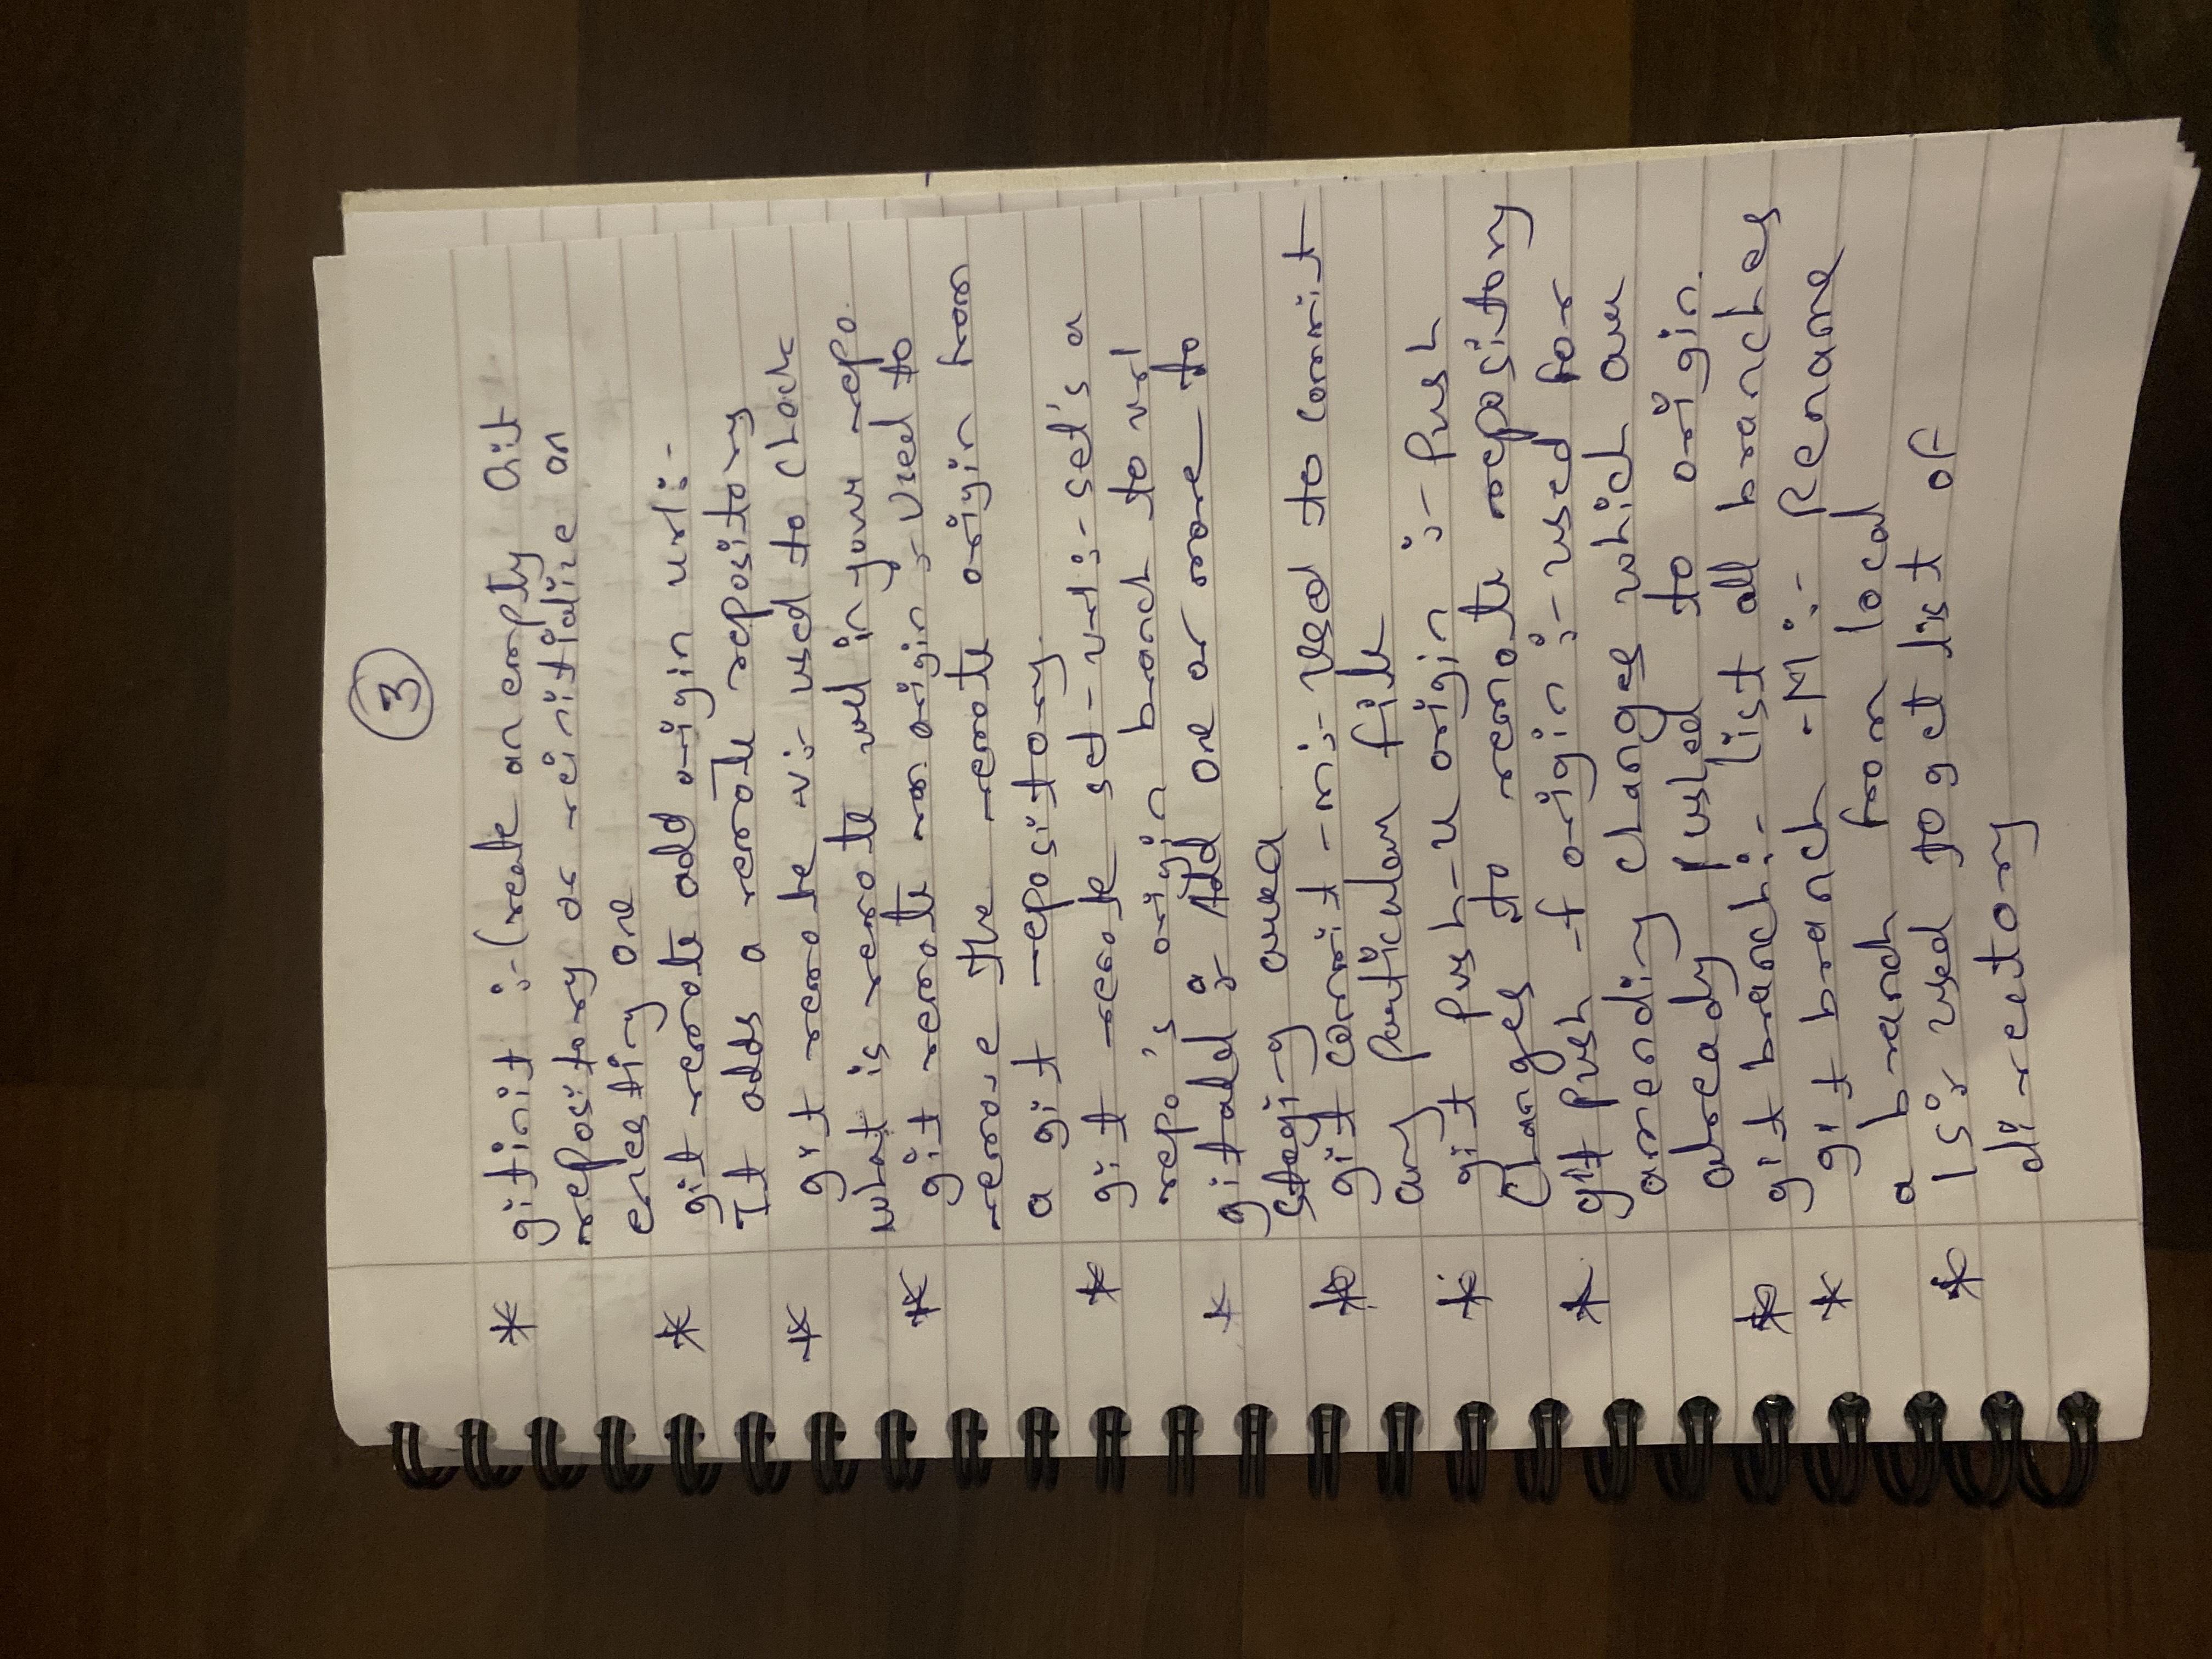 3
* gitinit :- Create an empty Git
repository or reinitialize an
enesting one
* git remote add origin url :-
It adds a remote repository
* git remote -v :- used to check
what is remote url in your repo.
* git remote rm origin :- Used to
remove the remote origin from
a git repository.
* git remote set-url :- set's a
repo's origin branch to url
* git add :- Add one or more to
staging area
* git commit -m :- Used to commit
any particular file
* git push -u origin :- Push
Changes to remote repository
* git push -f origin :- used for
amending changes which are
already pushed to origin.
* git branch :- list all branches
* git branch -M :- Rename
a branch from local
* ls :- used to get list of
directory